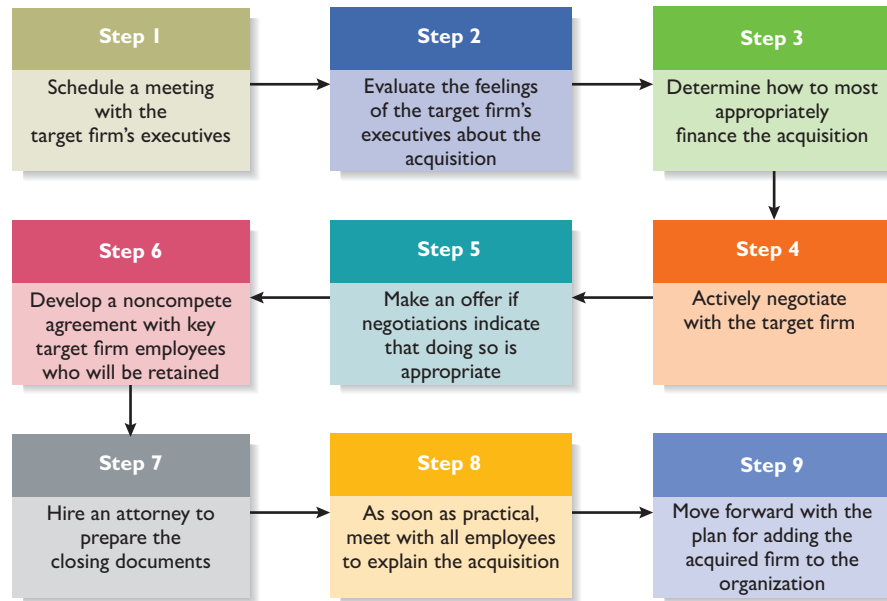 Step 1
Schedule a meeting
with the
target firm's executives
Step 2
Evaluate the feelings
of the target firm's
executives about the
acquisition
Step 3
Determine how to most
appropriately
finance the acquisition
Step 4
Actively negotiate
with the target firm
Step 5
Make an offer if
negotiations indicate
that doing so is
appropriate
Step 6
Develop a noncompete
agreement with key
target firm employees
who will be retained
Step 7
Hire an attorney to
prepare the
closing documents
Step 8
As soon as practical,
meet with all employees
to explain the acquisition
Step 9
Move forward with the
plan for adding the
acquired firm to the
organization